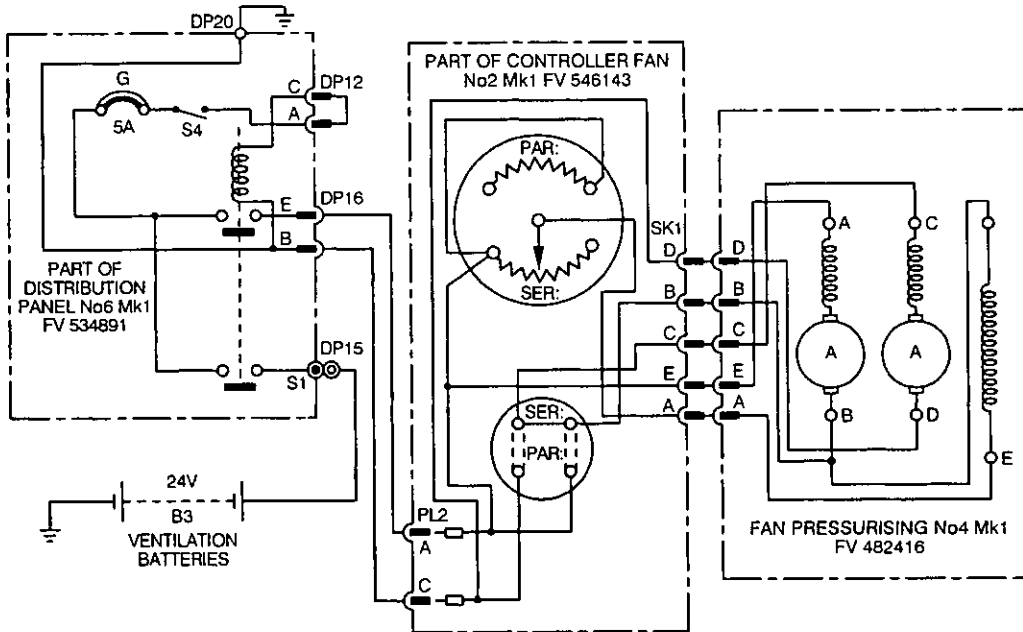 DP20
G
5A
S4
C
DP12
A
E
DP16
B
PART OF
DISTRIBUTION
PANEL No6 Mk1
FV 534891
S1
DP15
24V
B3
VENTILATION
BATTERIES
PART OF CONTROLLER FAN
No2 Mk1 FV 546143
PAR:
SER:
SK1
D
B
C
E
A
SER:
PAR:
PL2
A
C
D
B
C
E
A
A
C
A
A
B
D
E
FAN PRESSURISING No4 Mk1
FV 482416